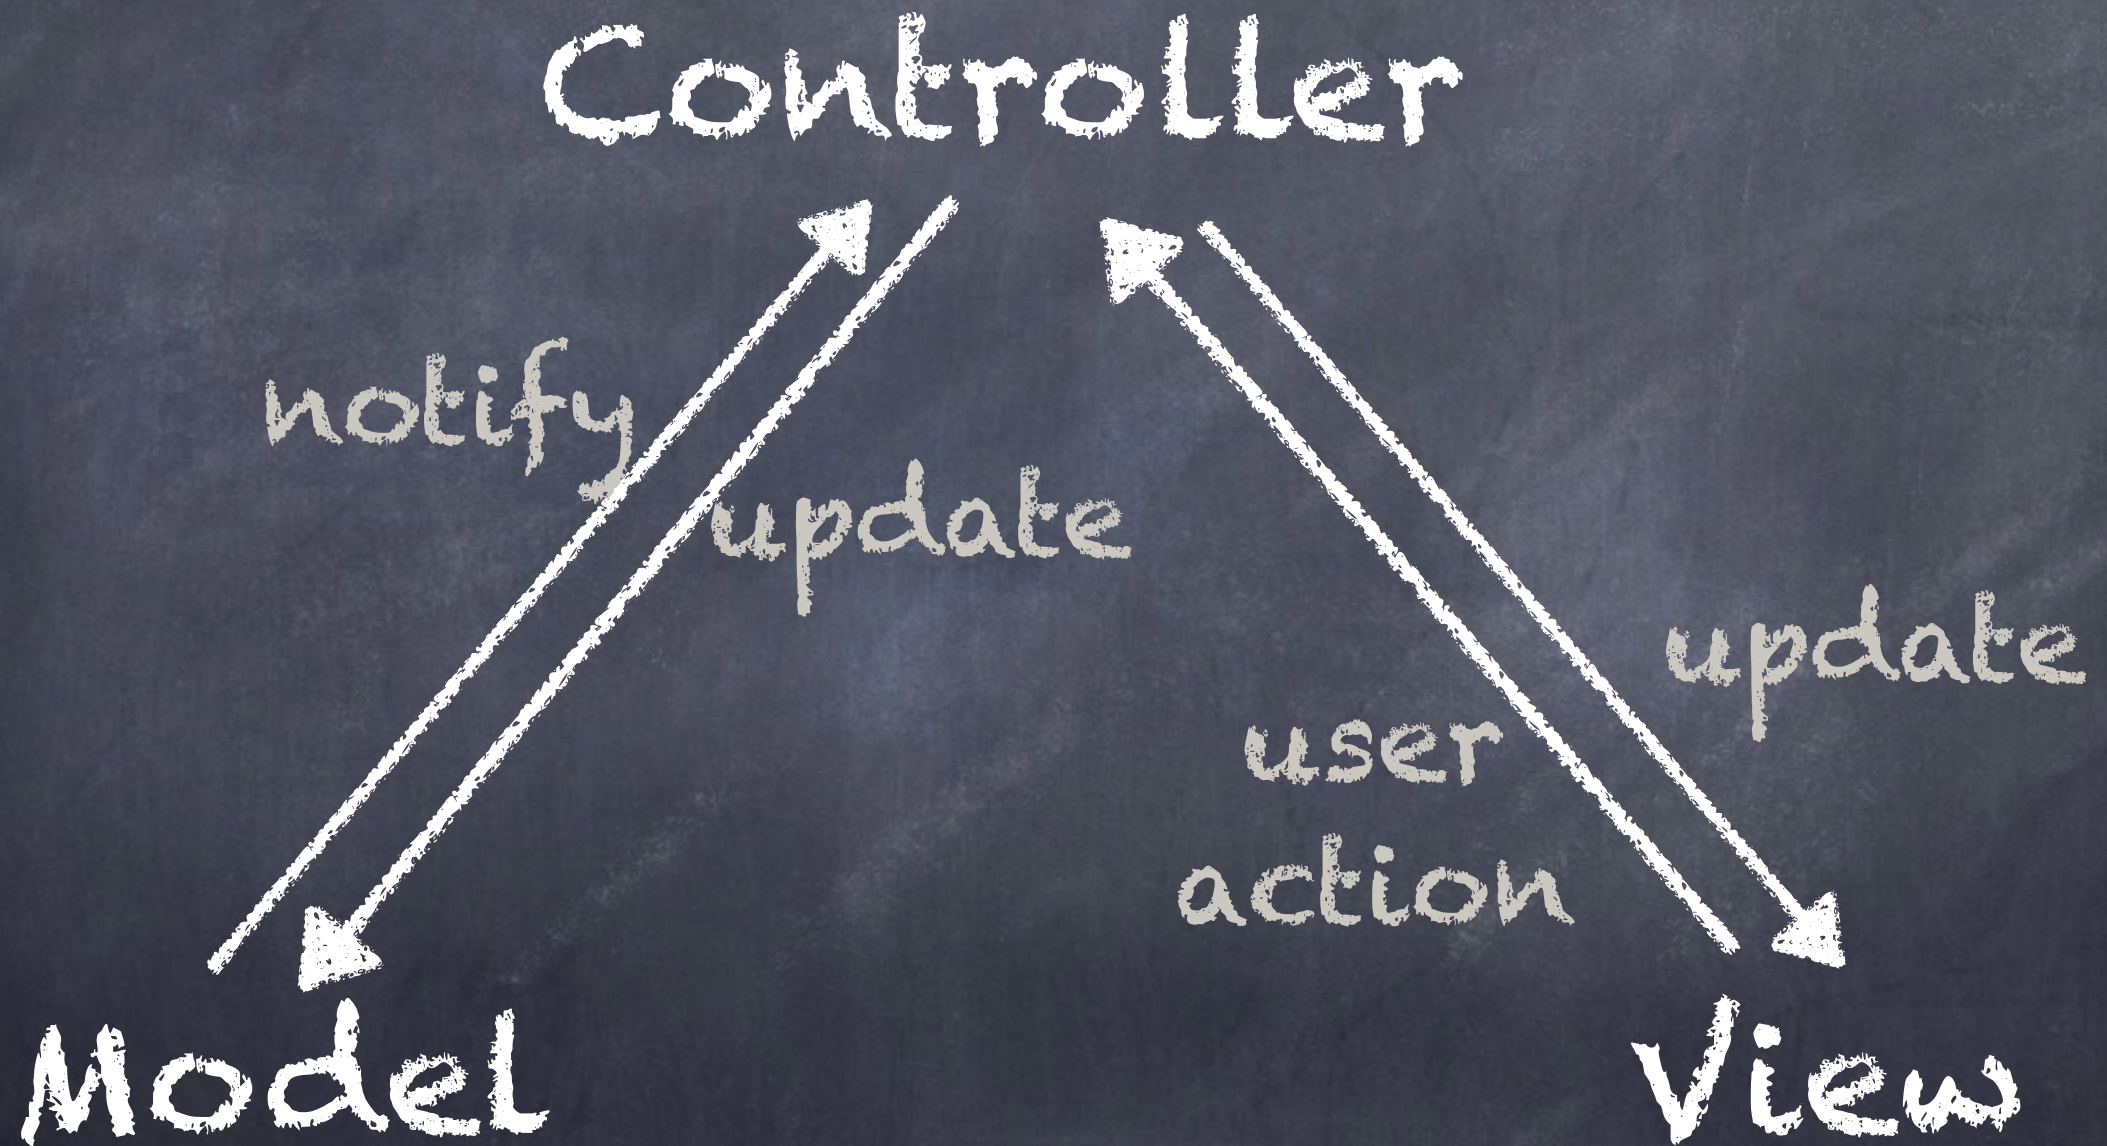 Controller
notify
update
update
user
action
Model
View